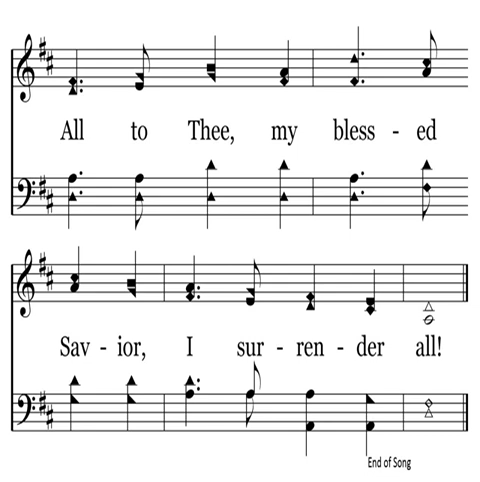 All to Thee, my bless - ed
Sav - ior, I sur - ren - der all!
End of Song